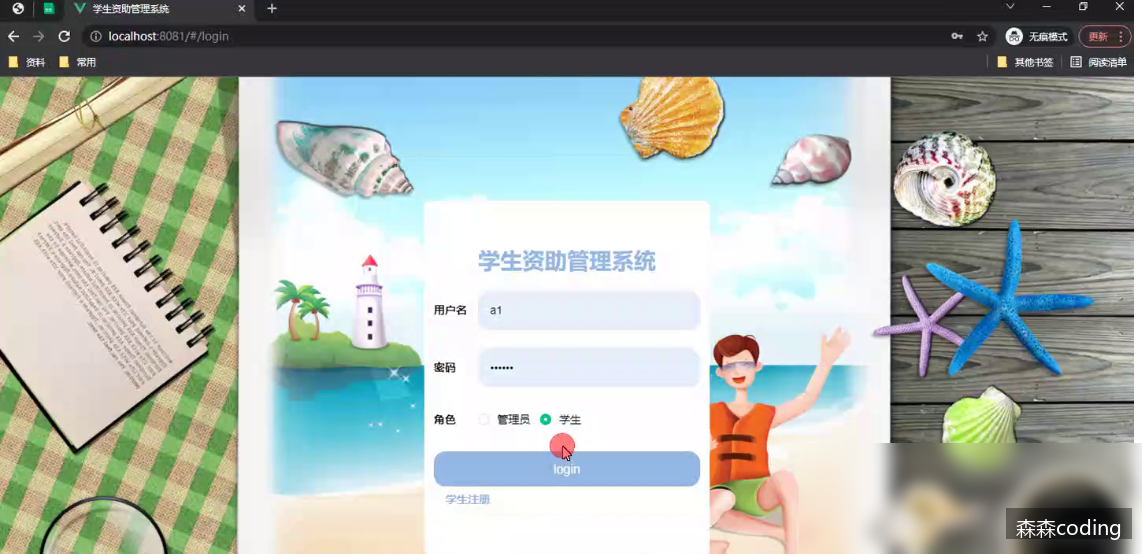 学生资助管理系统
localhost:8081/#/login
无痕模式
更新
资料
常用
其他书签
阅读清单
学生资助管理系统
用户名 a1
密码 ••••••
角色 管理员 学生
login
学生注册
森森coding